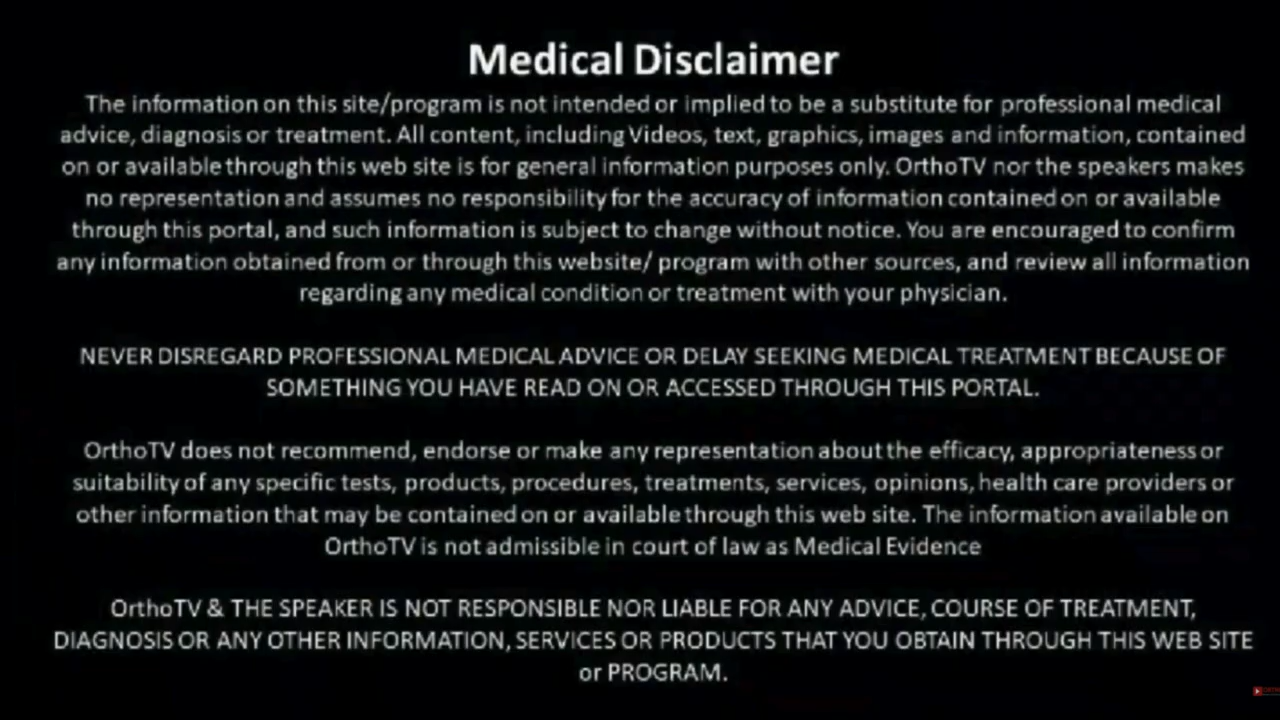 Medical Disclaimer
The information on this site/program is not intended or implied to be a substitute for professional medical
advice, diagnosis or treatment. All content, including Videos, text, graphics, images and information, contained
on or available through this web site is for general information purposes only. OrthoTV nor the speakers makes
no representation and assumes no responsibility for the accuracy of information contained on or available
through this portal, and such information is subject to change without notice. You are encouraged to confirm
any information obtained from or through this website/ program with other sources, and review all information
regarding any medical condition or treatment with your physician.
NEVER DISREGARD PROFESSIONAL MEDICAL ADVICE OR DELAY SEEKING MEDICAL TREATMENT BECAUSE OF
SOMETHING YOU HAVE READ ON OR ACCESSED THROUGH THIS PORTAL.
OrthoTV does not recommend, endorse or make any representation about the efficacy, appropriateness or
suitability of any specific tests, products, procedures, treatments, services, opinions, health care providers or
other information that may be contained on or available through this web site. The information available on
OrthoTV is not admissible in court of law as Medical Evidence
OrthoTV & THE SPEAKER IS NOT RESPONSIBLE NOR LIABLE FOR ANY ADVICE, COURSE OF TREATMENT,
DIAGNOSIS OR ANY OTHER INFORMATION, SERVICES OR PRODUCTS THAT YOU OBTAIN THROUGH THIS WEB SITE
or PROGRAM.